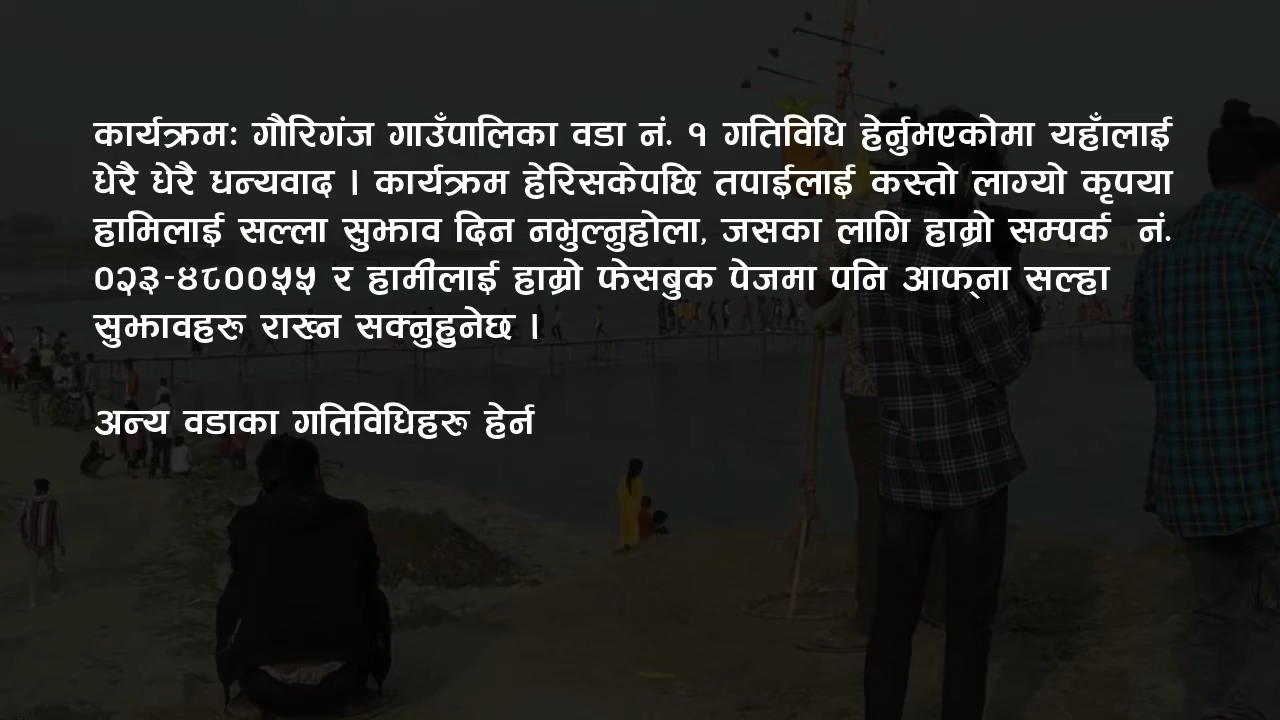 कार्यक्रमः गौरिगंज गाउँपालिका वडा नं. १ गतिविधि हेर्नुभएकोमा यहाँलाई
धेरै धेरै धन्यवाद । कार्यक्रम हेरिसकेपछि तपाईलाई कस्तो लाग्यो कृपया
हामिलाई सल्ला सुझाव दिन नभुल्नुहोला, जसका लागि हाम्रो सम्पर्क नं.
०२३-४८००५५ र हामीलाई हाम्रो फेसबुक पेजमा पनि आफ्‌ना सल्हा
सुझावहरू राख्न सक्नुहुनेछ ।
अन्य वडाका गतिविधिहरू हेर्न